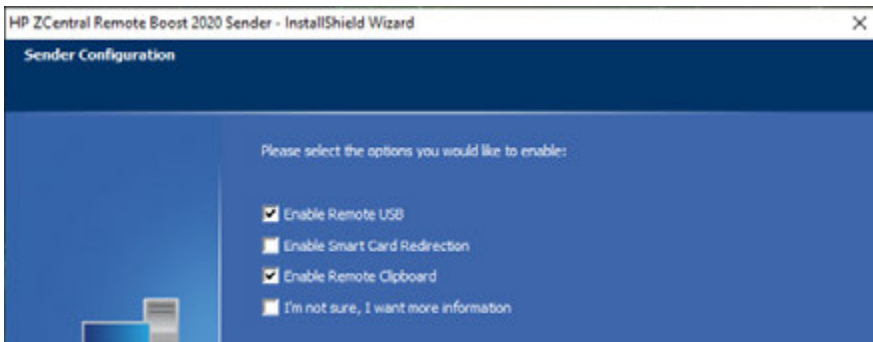 HP ZCentral Remote Boost 2020 Sender - InstallShield Wizard
Sender Configuration
Please select the options you would like to enable:
Enable Remote USB
Enable Smart Card Redirection
Enable Remote Clipboard
I'm not sure, I want more information